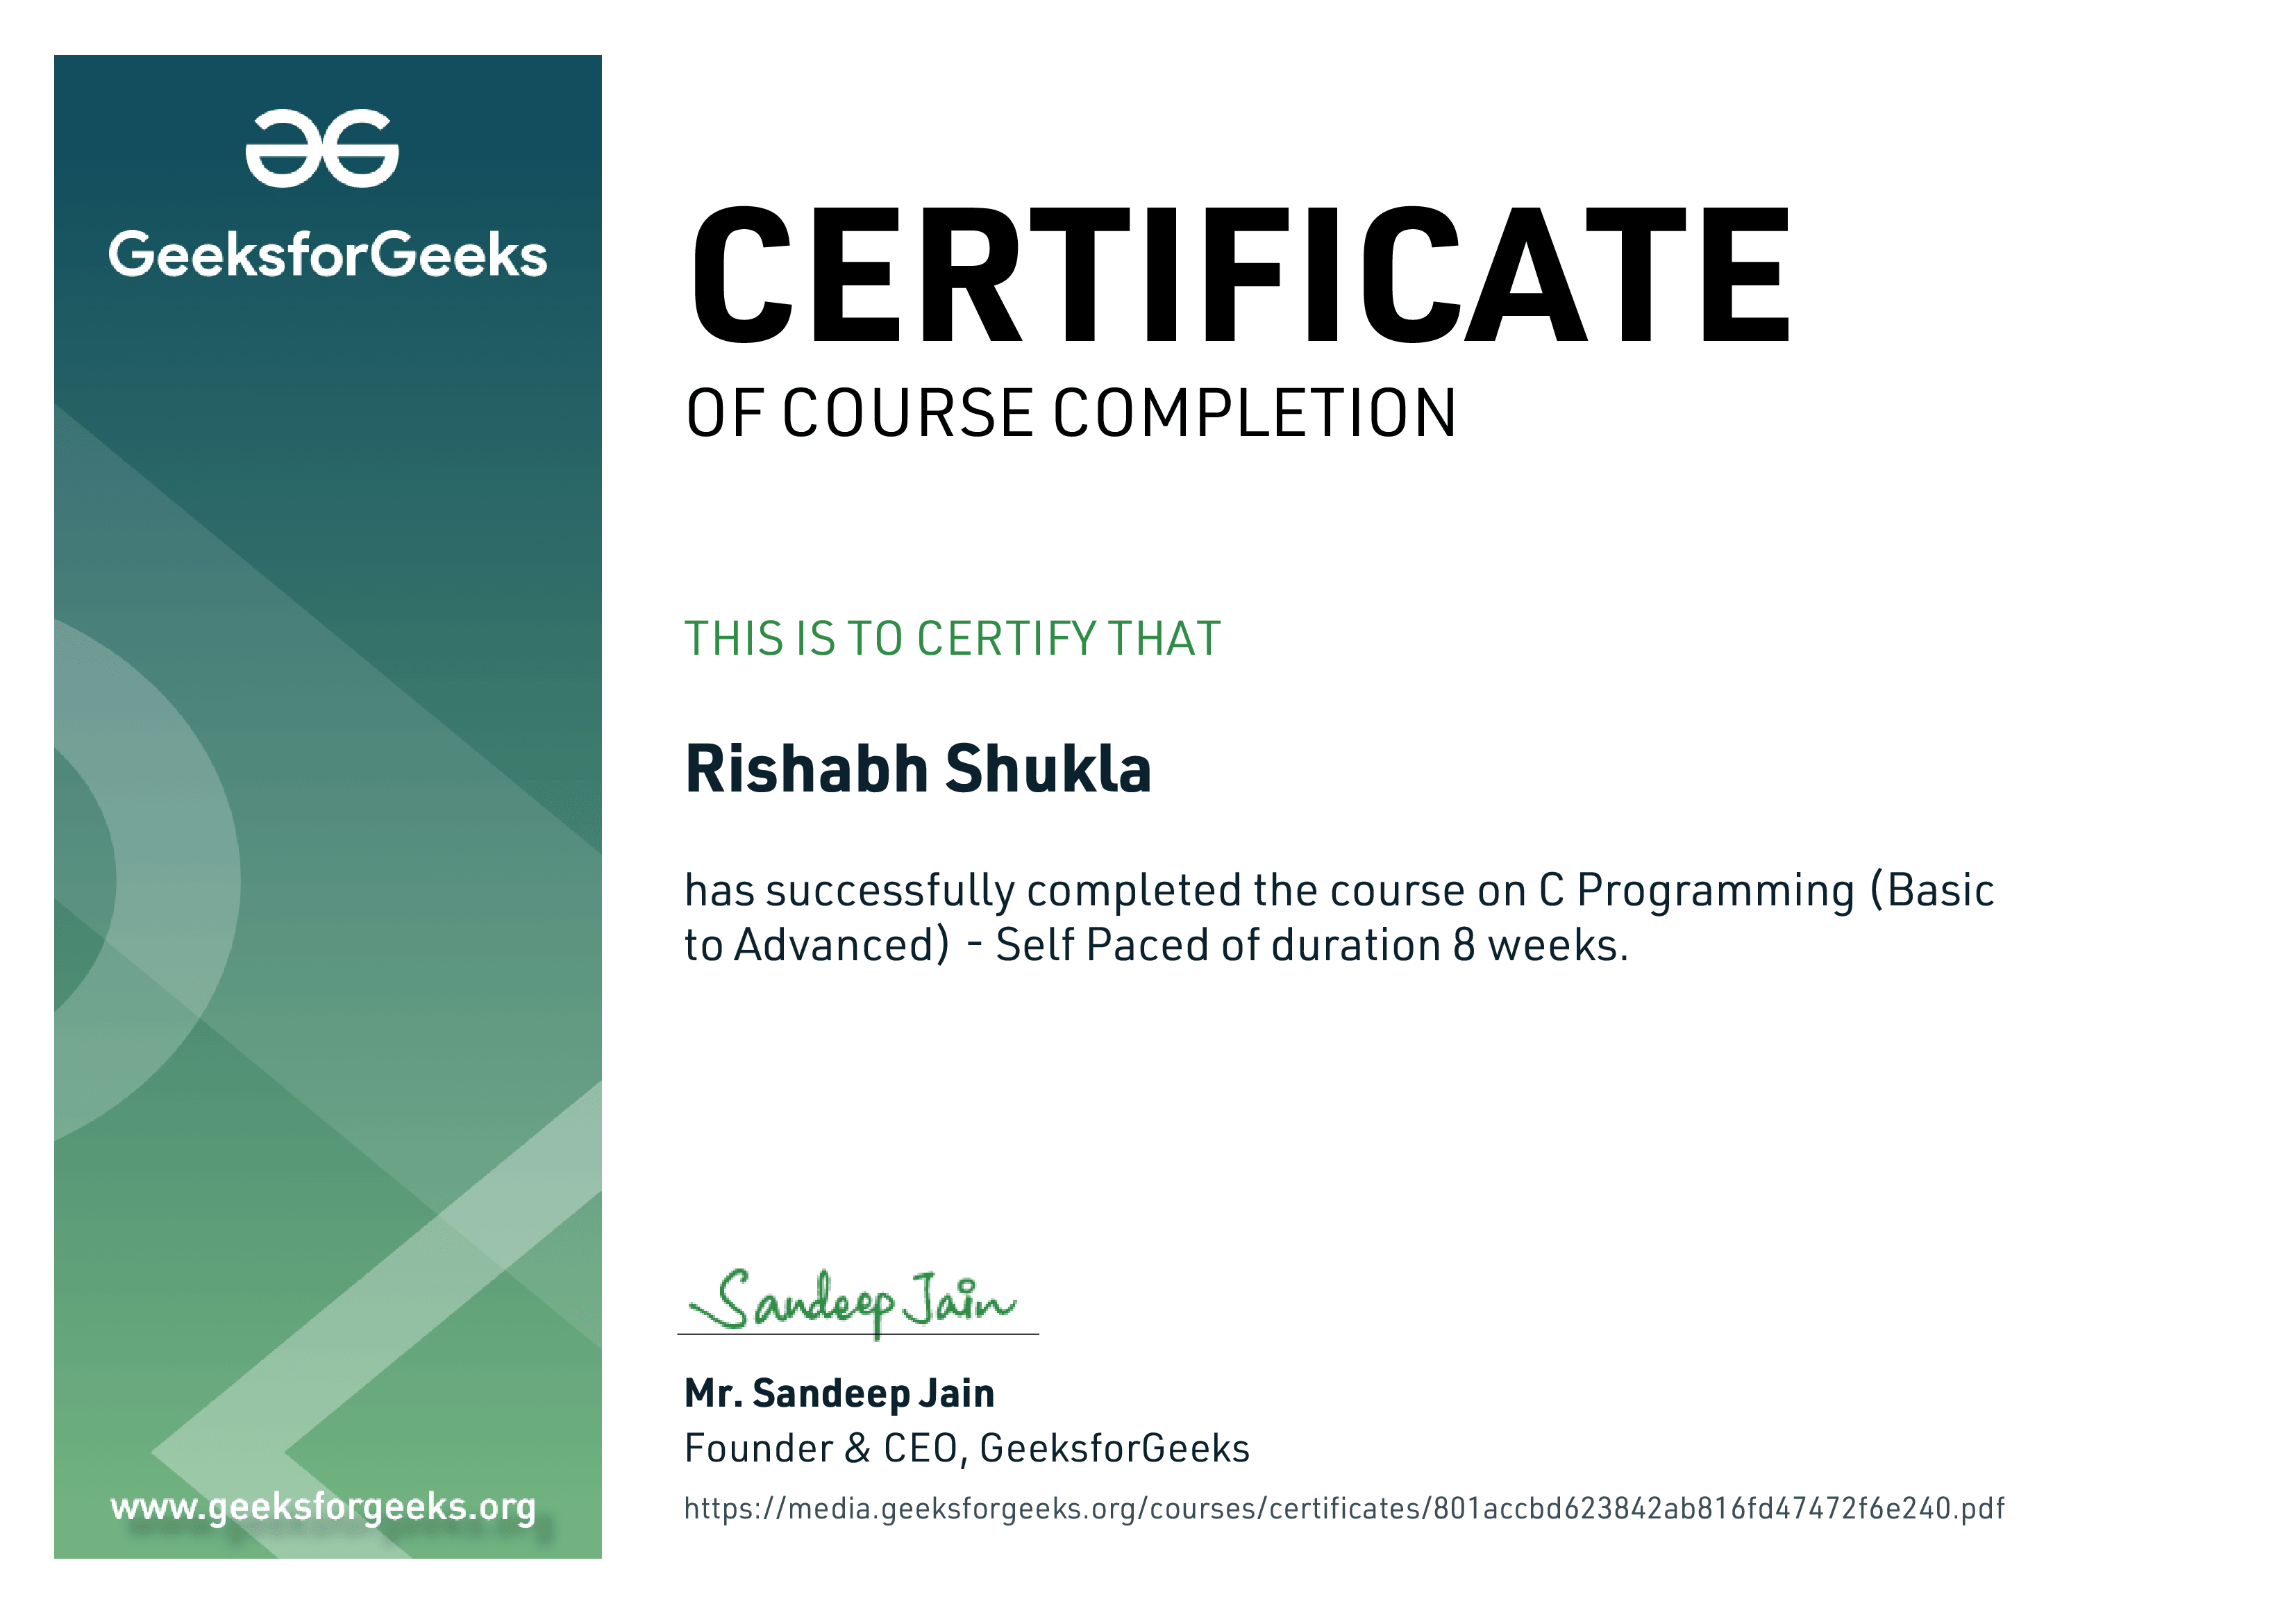 GeeksforGeeks
CERTIFICATE
OF COURSE COMPLETION
THIS IS TO CERTIFY THAT
Rishabh Shukla
has successfully completed the course on C Programming (Basic
to Advanced) - Self Paced of duration 8 weeks.
Sandeep Jain
Mr. Sandeep Jain
Founder & CEO, GeeksforGeeks
https://media.geeksforgeeks.org/courses/certificates/801accbd623842ab816fd47472f6e240.pdf
www.geeksforgeeks.org